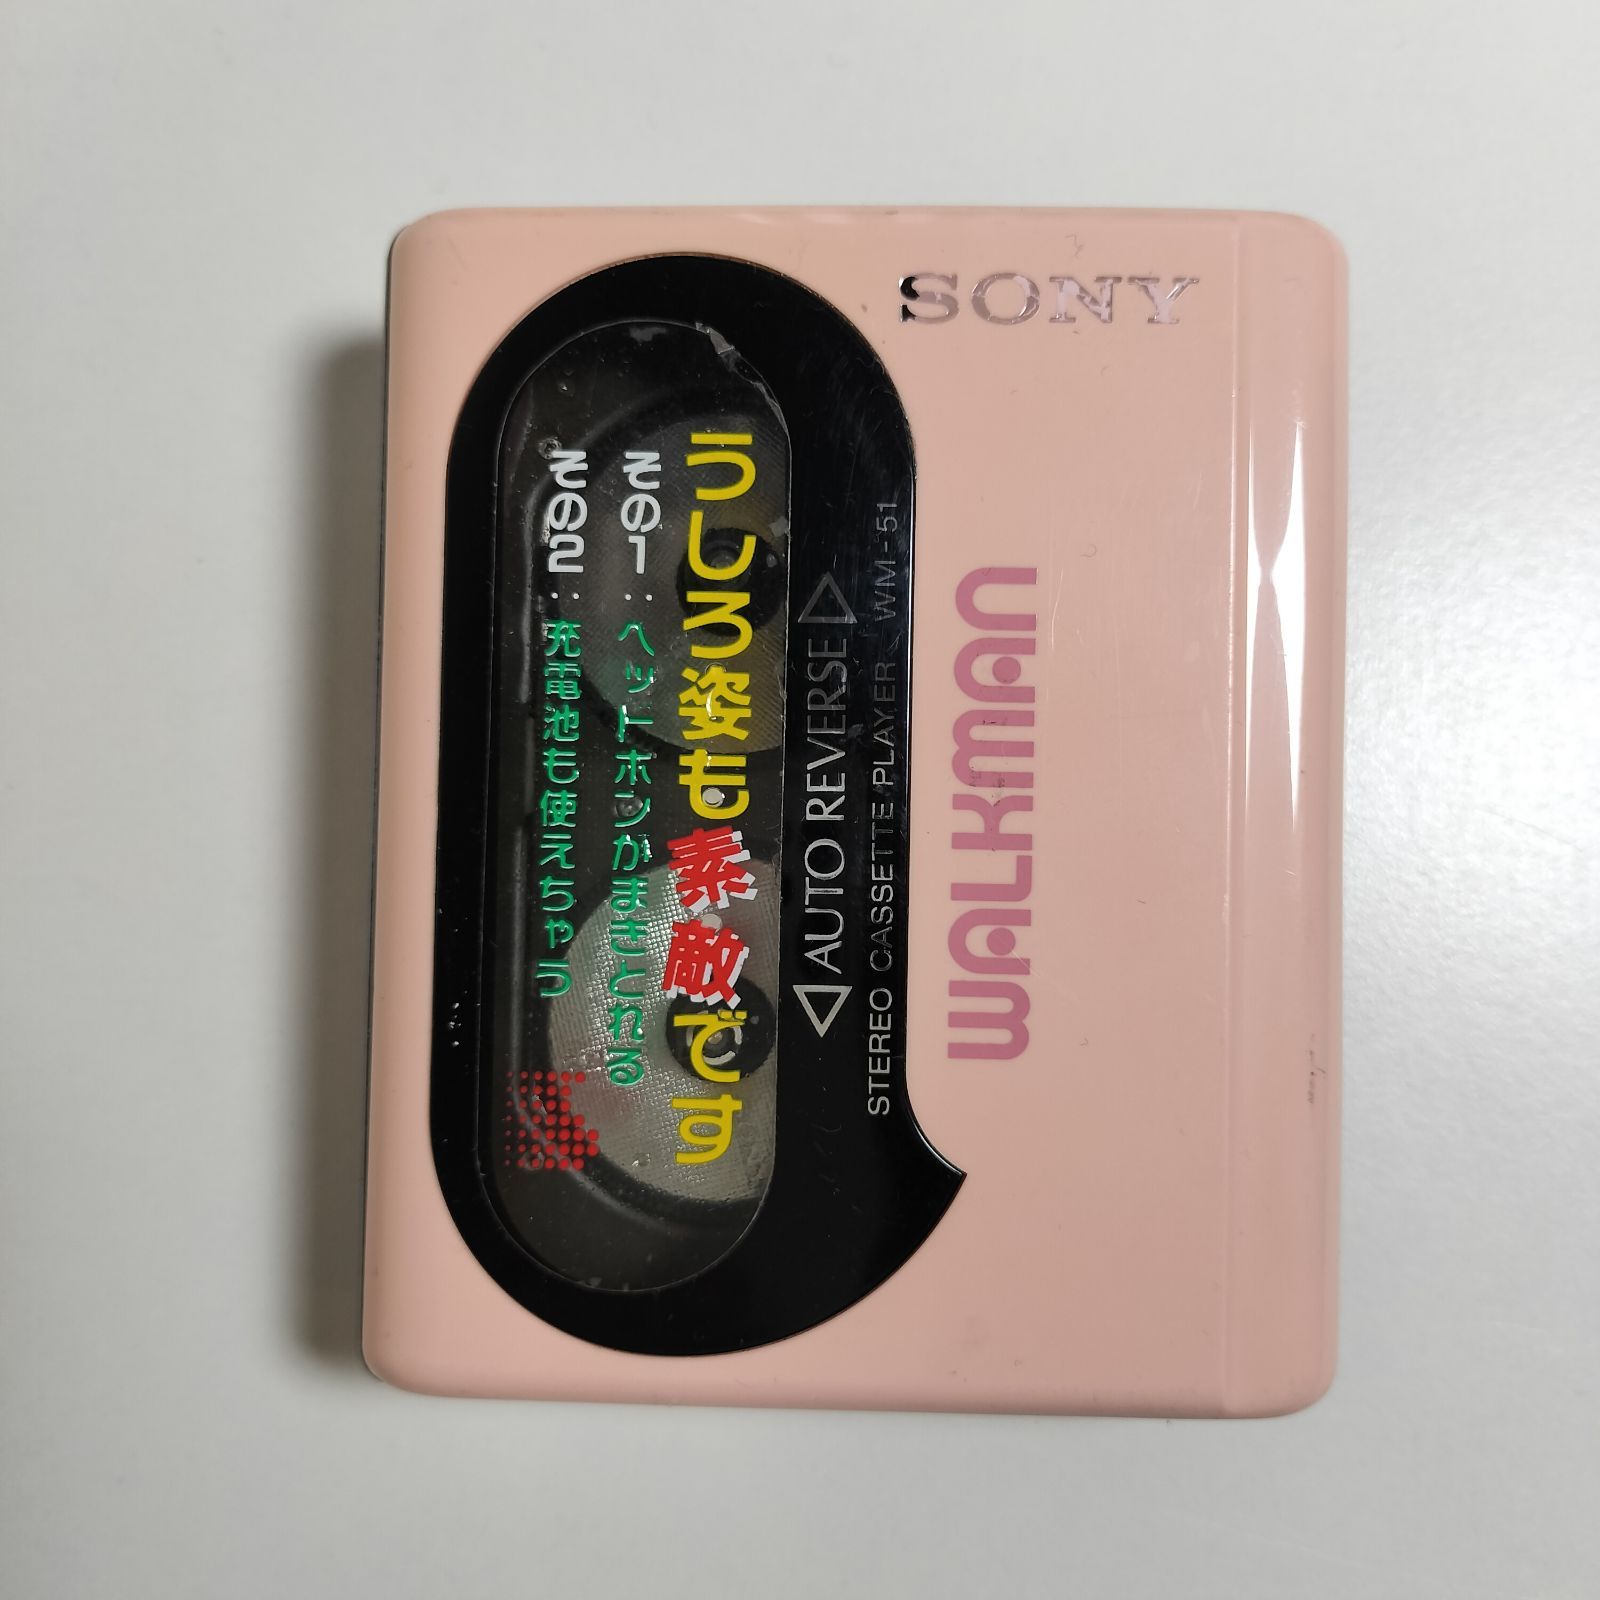 SONY
WALKMAN
STEREO CASSETTE PLAYER WM-51
AUTO REVERSE
うしろ姿も素敵です
その1:ヘッドホンがまきとれる
その2:充電池も使えちゃう